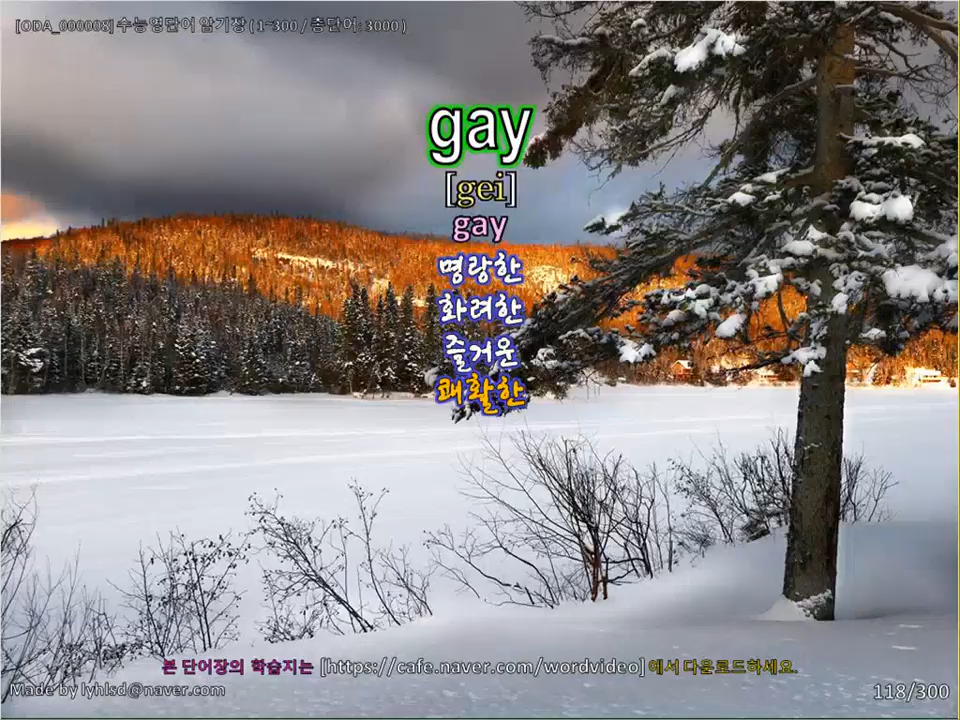 [ODA_000008] 수능영단어 암기장 ( 1~300 / 총단어: 3000 )
gay
[gei]
gay
명랑한
화려한
즐거운
쾌활한
본 단어장의 학습지는 [https://cafe.naver.com/wordvideo] 에서 다운로드하세요.
Made by lyhlsd@naver.com
118/300